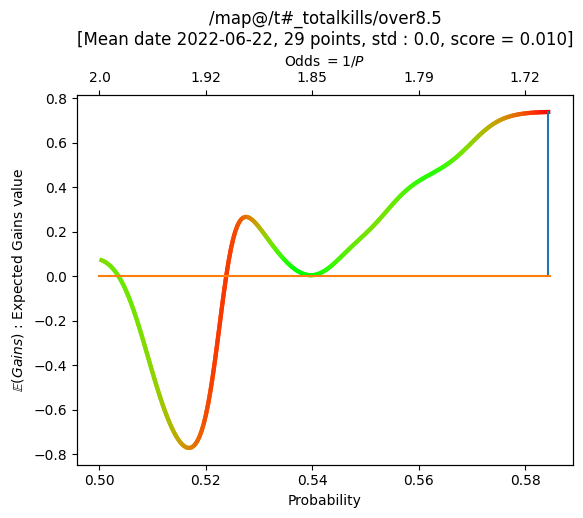 /map@/t#_totalkills/over8.5
[Mean date 2022-06-22, 29 points, std : 0.0, score = 0.010]
Odds = 1/P
2.0 1.92 1.85 1.79 1.72
0.8
0.6
0.4
0.2
0.0
−0.2
−0.4
−0.6
−0.8
𝔼(Gains) : Expected Gains value
0.50 0.52 0.54 0.56 0.58
Probability